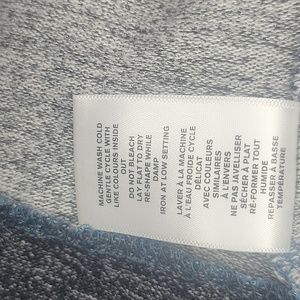 MACHINE WASH COLD
GENTLE CYCLE WITH
LIKE COLOURS INSIDE
OUT
DO NOT BLEACH
LAY FLAT TO DRY
RE-SHAPE WHILE
DAMP
IRON AT LOW SETTING
LAVER À LA MACHINE
À L'EAU FROIDE CYCLE
DÉLICAT
AVEC COULEURS
SIMILAIRES
À L'ENVERS
NE PAS JAVELLISER
SÉCHER À PLAT
RÉ-FORMER TOUT
HUMIDE
REPASSER À BASSE
TEMPÉRATURE